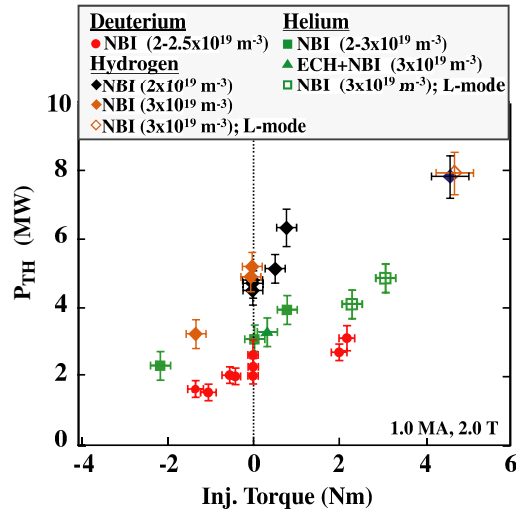 Deuterium
NBI (2-2.5x10¹⁹ m⁻³)
Hydrogen
NBI (2x10¹⁹ m⁻³)
NBI (3x10¹⁹ m⁻³)
NBI (3x10¹⁹ m⁻³); L-mode
Helium
NBI (2-3x10¹⁹ m⁻³)
ECH+NBI (3x10¹⁹ m⁻³)
NBI (3x10¹⁹ m⁻³); L-mode
P_TH (MW)
10
8
6
4
2
0
1.0 MA, 2.0 T
-4 -2 0 2 4 6
Inj. Torque (Nm)